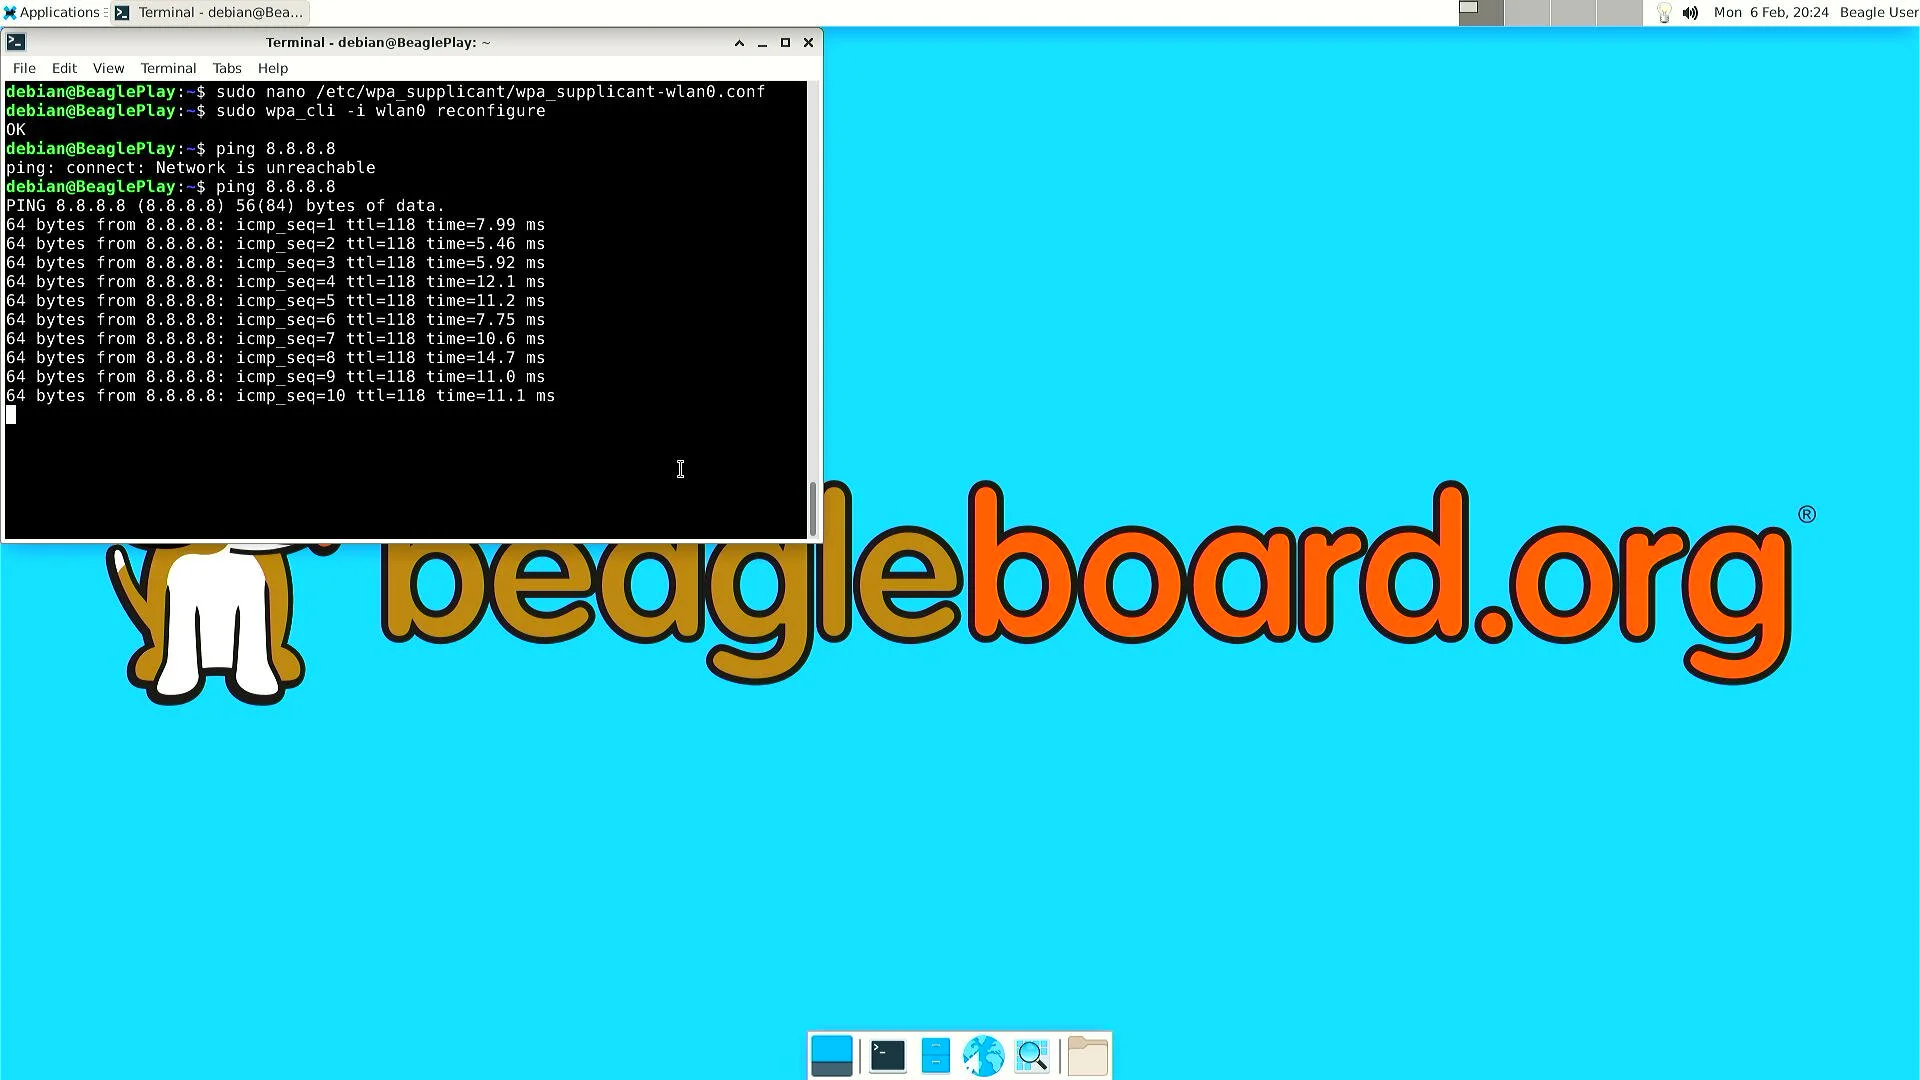 Applications
Terminal - debian@Bea...
Mon 6 Feb, 20:24
Beagle User
Terminal - debian@BeaglePlay: ~
File Edit View Terminal Tabs Help
debian@BeaglePlay:~$ sudo nano /etc/wpa_supplicant/wpa_supplicant-wlan0.conf
debian@BeaglePlay:~$ sudo wpa_cli -i wlan0 reconfigure
OK
debian@BeaglePlay:~$ ping 8.8.8.8
ping: connect: Network is unreachable
debian@BeaglePlay:~$ ping 8.8.8.8
PING 8.8.8.8 (8.8.8.8) 56(84) bytes of data.
64 bytes from 8.8.8.8: icmp_seq=1 ttl=118 time=7.99 ms
64 bytes from 8.8.8.8: icmp_seq=2 ttl=118 time=5.46 ms
64 bytes from 8.8.8.8: icmp_seq=3 ttl=118 time=5.92 ms
64 bytes from 8.8.8.8: icmp_seq=4 ttl=118 time=12.1 ms
64 bytes from 8.8.8.8: icmp_seq=5 ttl=118 time=11.2 ms
64 bytes from 8.8.8.8: icmp_seq=6 ttl=118 time=7.75 ms
64 bytes from 8.8.8.8: icmp_seq=7 ttl=118 time=10.6 ms
64 bytes from 8.8.8.8: icmp_seq=8 ttl=118 time=14.7 ms
64 bytes from 8.8.8.8: icmp_seq=9 ttl=118 time=11.0 ms
64 bytes from 8.8.8.8: icmp_seq=10 ttl=118 time=11.1 ms
beagleboard.org®